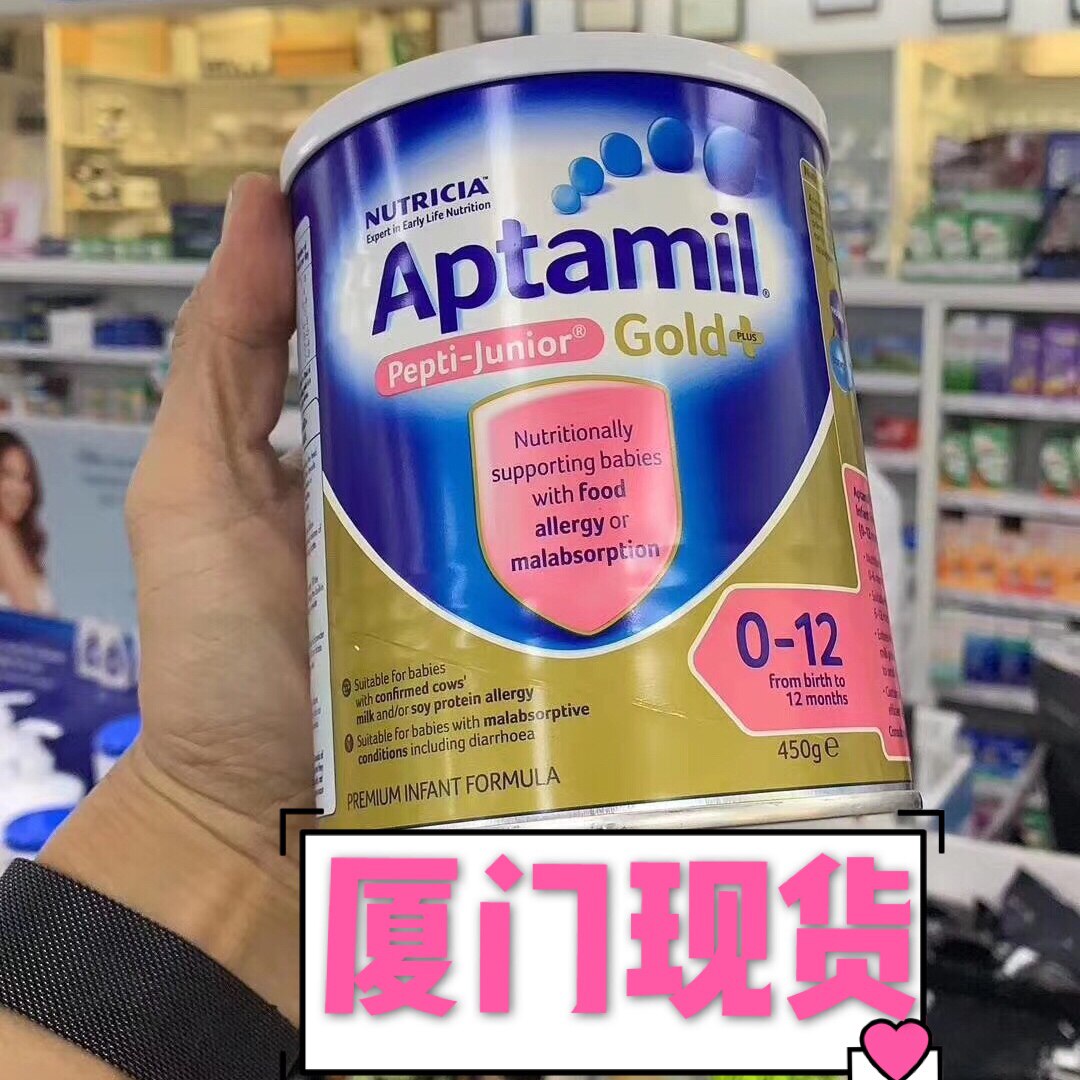 NUTRICIA™
Expert in Early Life Nutrition
Aptamil®
Pepti-Junior® Gold+ PLUS
Nutritionally
supporting babies
with food
allergy or
malabsorption
0-12
from birth to
12 months
Suitable for babies
with confirmed cows'
milk and/or soy protein allergy
Suitable for babies with malabsorptive
conditions including diarrhoea
450g e
PREMIUM INFANT FORMULA
厦门现货